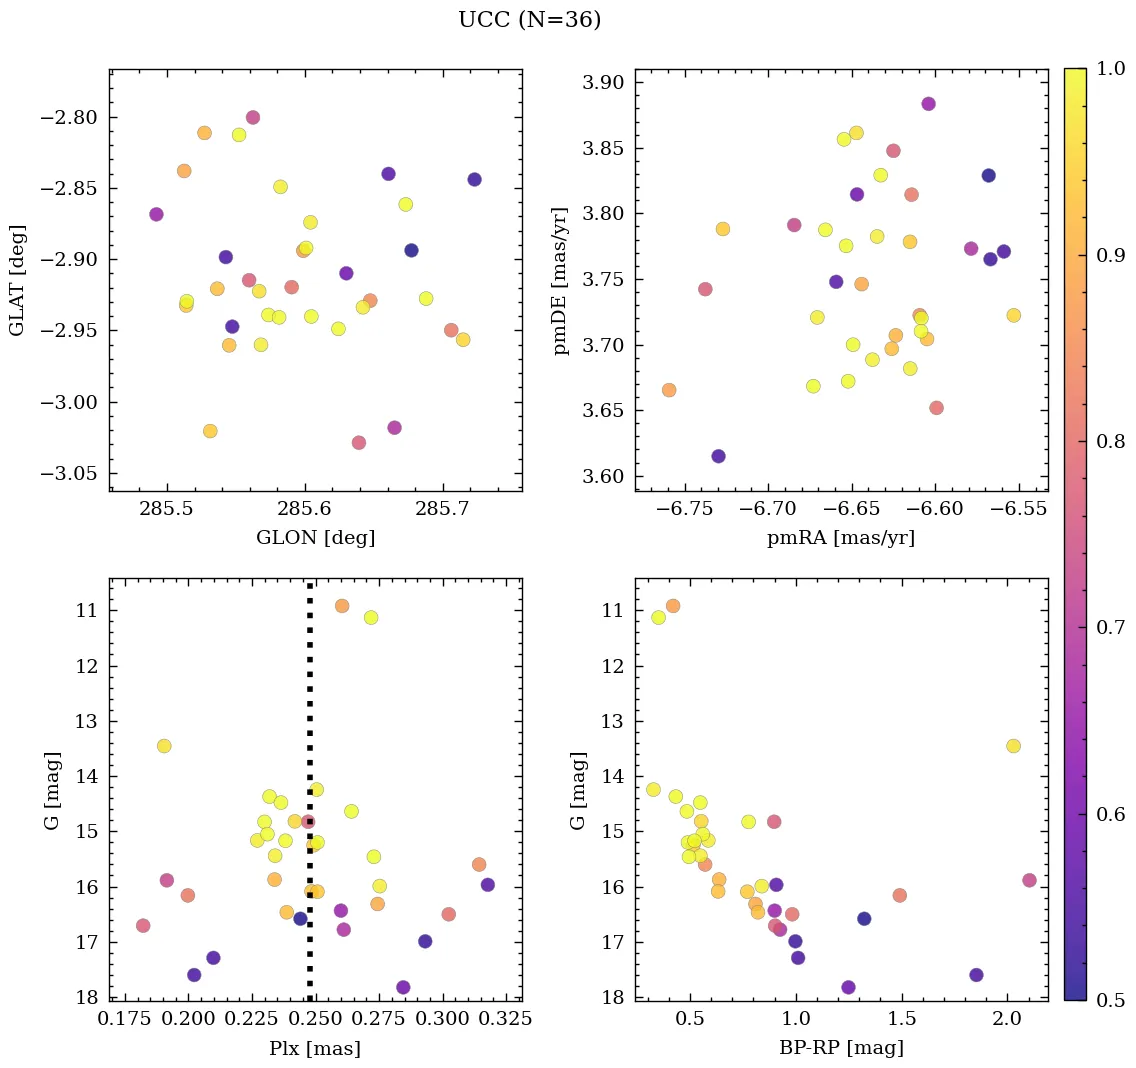 UCC (N=36)
−2.80
−2.85
−2.90
−2.95
−3.00
−3.05
GLAT [deg]
285.5 285.6 285.7
GLON [deg]
3.90
3.85
3.80
3.75
3.70
3.65
3.60
pmDE [mas/yr]
−6.75 −6.70 −6.65 −6.60 −6.55
pmRA [mas/yr]
11
12
13
14
15
16
17
18
G [mag]
0.175 0.200 0.225 0.250 0.275 0.300 0.325
Plx [mas]
11
12
13
14
15
16
17
18
G [mag]
0.5 1.0 1.5 2.0
BP-RP [mag]
1.0
0.9
0.8
0.7
0.6
0.5